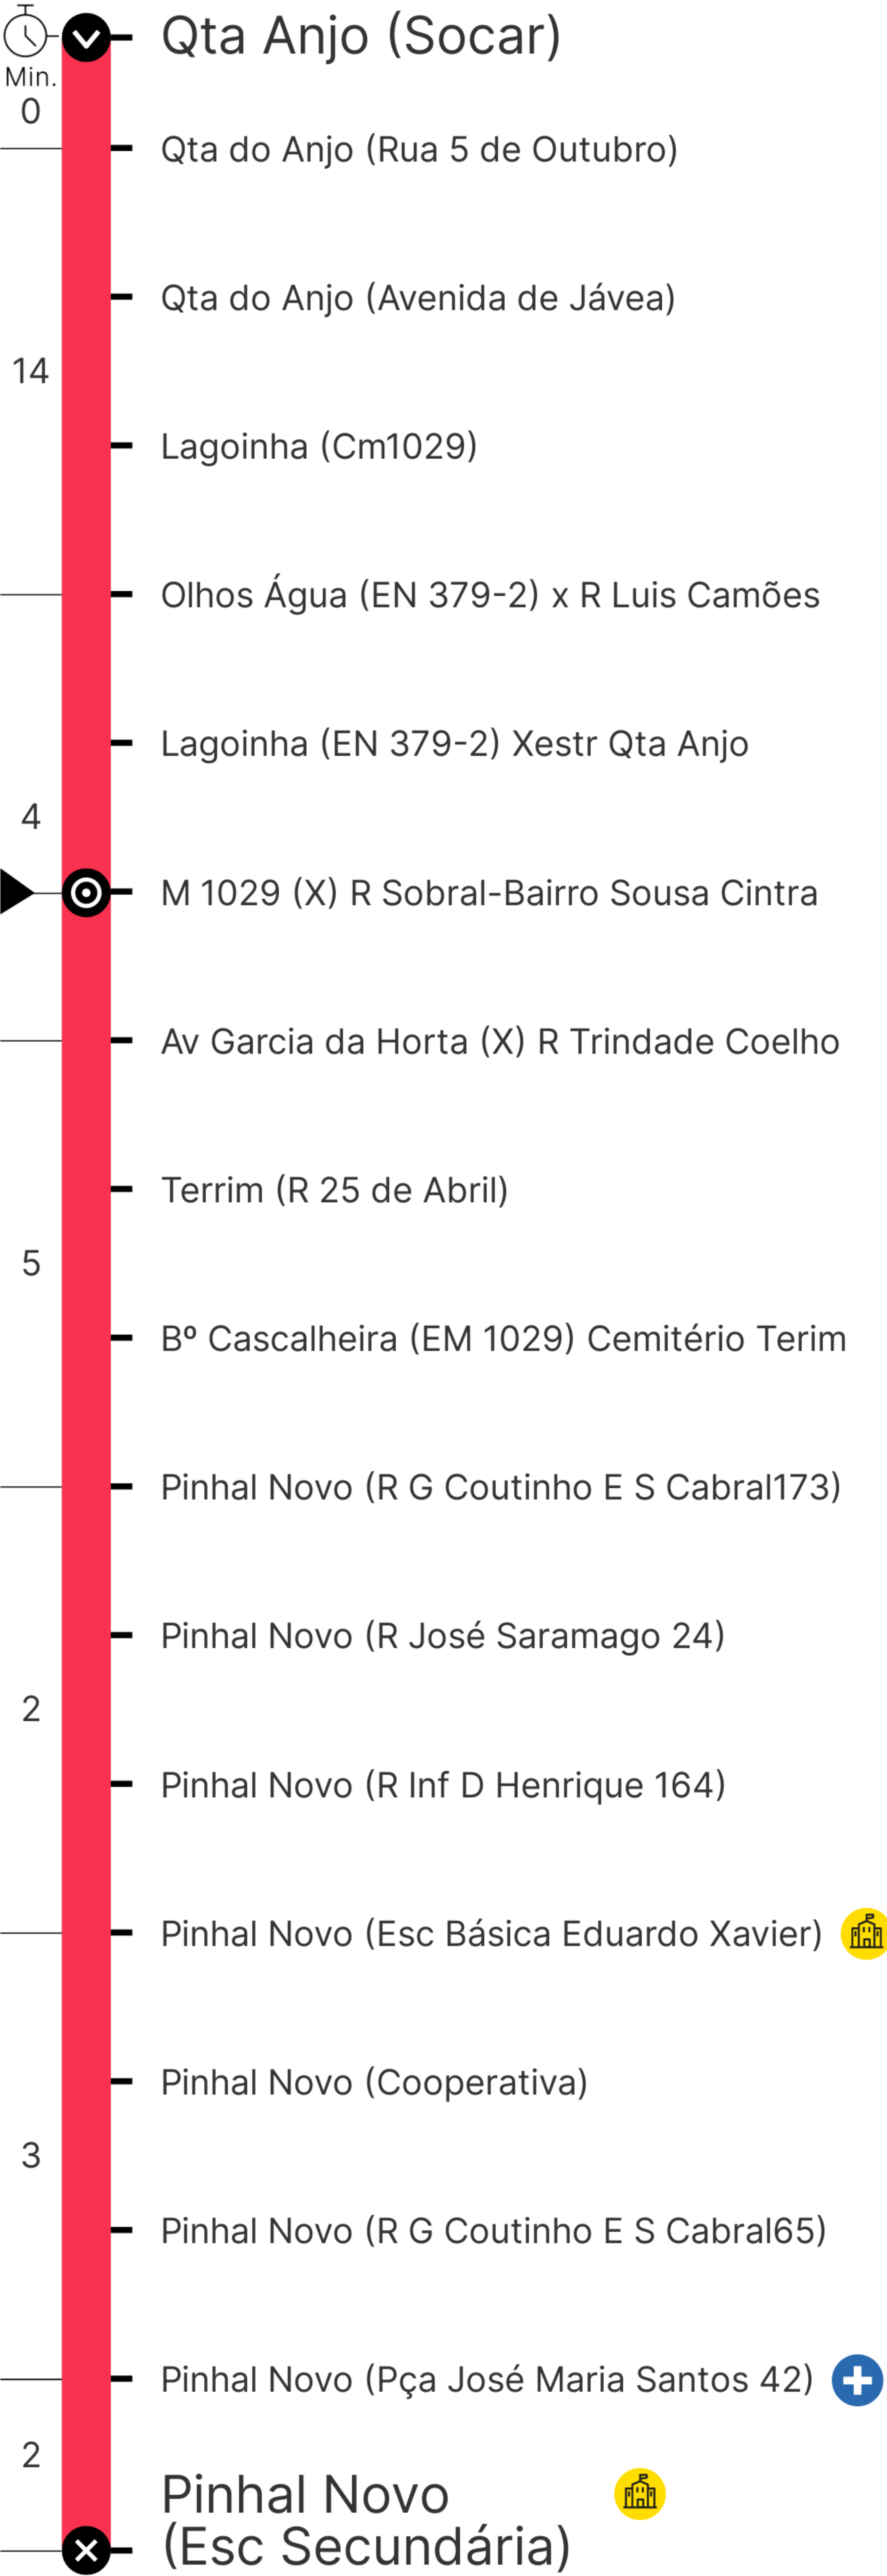 Qta Anjo (Socar)
Min.
0
Qta do Anjo (Rua 5 de Outubro)
Qta do Anjo (Avenida de Jávea)
14
Lagoinha (Cm1029)
Olhos Água (EN 379-2) x R Luis Camões
Lagoinha (EN 379-2) Xestr Qta Anjo
4
M 1029 (X) R Sobral-Bairro Sousa Cintra
Av Garcia da Horta (X) R Trindade Coelho
Terrim (R 25 de Abril)
5
Bº Cascalheira (EM 1029) Cemitério Terim
Pinhal Novo (R G Coutinho E S Cabral173)
Pinhal Novo (R José Saramago 24)
2
Pinhal Novo (R Inf D Henrique 164)
Pinhal Novo (Esc Básica Eduardo Xavier)
Pinhal Novo (Cooperativa)
3
Pinhal Novo (R G Coutinho E S Cabral65)
Pinhal Novo (Pça José Maria Santos 42)
2
Pinhal Novo
(Esc Secundária)